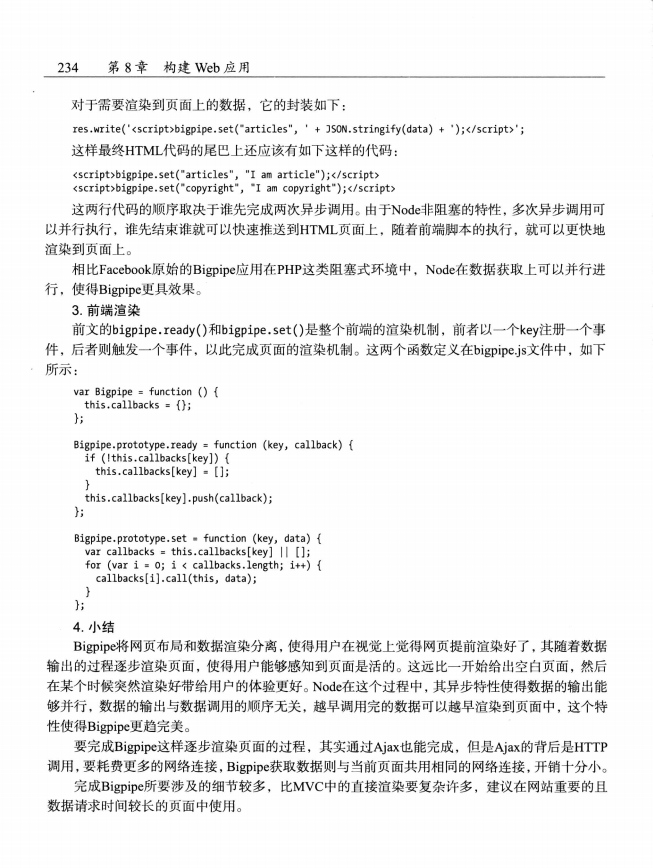 234 第 8 章 构建 Web 应用
对于需要渲染到页面上的数据，它的封装如下：
res.write('<script>bigpipe.set("articles", ' + JSON.stringify(data) + ');</script>';
这样最终HTML代码的尾巴上还应该有如下这样的代码：
<script>bigpipe.set("articles", "I am article");</script>
<script>bigpipe.set("copyright", "I am copyright");</script>
这两行代码的顺序取决于谁先完成两次异步调用。由于Node非阻塞的特性，多次异步调用可
以并行执行，谁先结束谁就可以快速推送到HTML页面上，随着前端脚本的执行，就可以更快地
渲染到页面上。
相比Facebook原始的Bigpipe应用在PHP这类阻塞式环境中，Node在数据获取上可以并行进
行，使得Bigpipe更具效果。
3. 前端渲染
前文的bigpipe.ready()和bigpipe.set()是整个前端的渲染机制，前者以一个key注册一个事
件，后者则触发一个事件，以此完成页面的渲染机制。这两个函数定义在bigpipe.js文件中，如下
所示：
var Bigpipe = function () {
  this.callbacks = {};
};
Bigpipe.prototype.ready = function (key, callback) {
  if (!this.callbacks[key]) {
    this.callbacks[key] = [];
  }
  this.callbacks[key].push(callback);
};
Bigpipe.prototype.set = function (key, data) {
  var callbacks = this.callbacks[key] || [];
  for (var i = 0; i < callbacks.length; i++) {
    callbacks[i].call(this, data);
  }
};
4. 小结
Bigpipe将网页布局和数据渲染分离，使得用户在视觉上觉得网页提前渲染好了，其随着数据
输出的过程逐步渲染页面，使得用户能够感知到页面是活的。这远比一开始给出空白页面，然后
在某个时候突然渲染好带给用户的体验更好。Node在这个过程中，其异步特性使得数据的输出能
够并行，数据的输出与数据调用的顺序无关，越早调用完的数据可以越早渲染到页面中，这个特
性使得Bigpipe更趋完美。
要完成Bigpipe这样逐步渲染页面的过程，其实通过Ajax也能完成，但是Ajax的背后是HTTP
调用，要耗费更多的网络连接，Bigpipe获取数据则与当前页面共用相同的网络连接，开销十分小。
完成Bigpipe所要涉及的细节较多，比MVC中的直接渲染要复杂许多，建议在网站重要的且
数据请求时间较长的页面中使用。